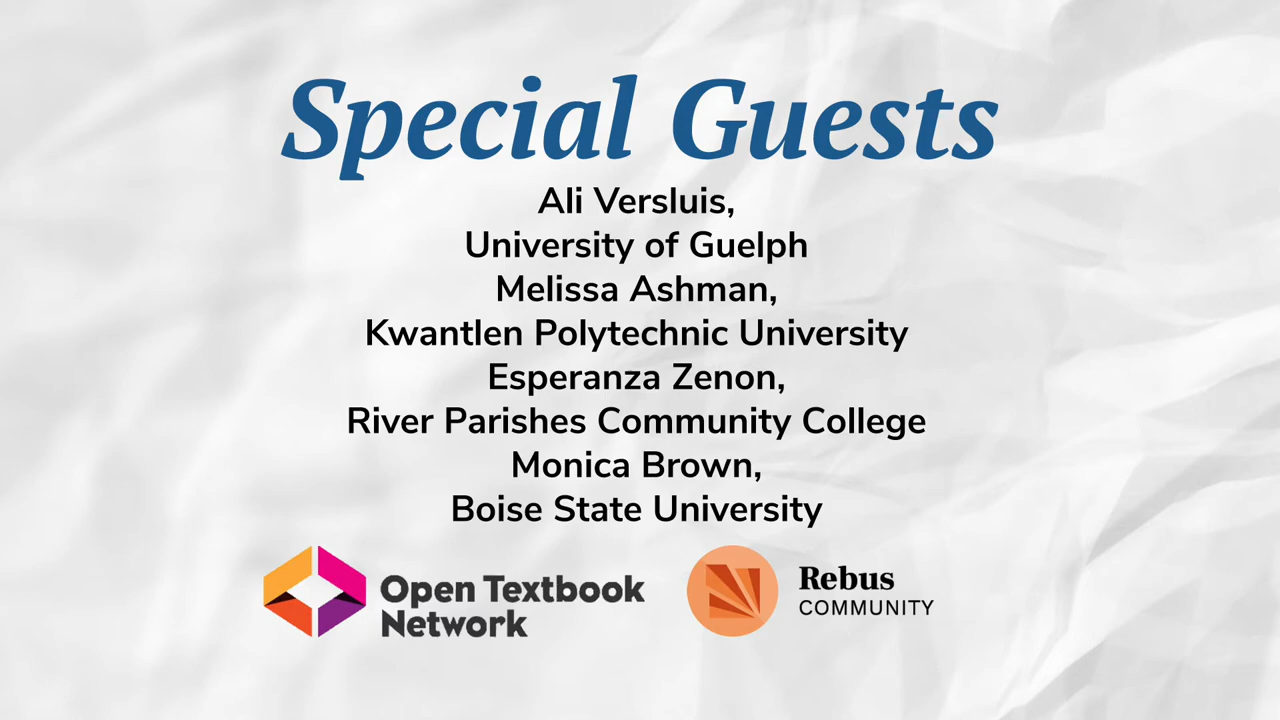 Special Guests
Ali Versluis,
University of Guelph
Melissa Ashman,
Kwantlen Polytechnic University
Esperanza Zenon,
River Parishes Community College
Monica Brown,
Boise State University
Open Textbook
Network
Rebus
COMMUNITY